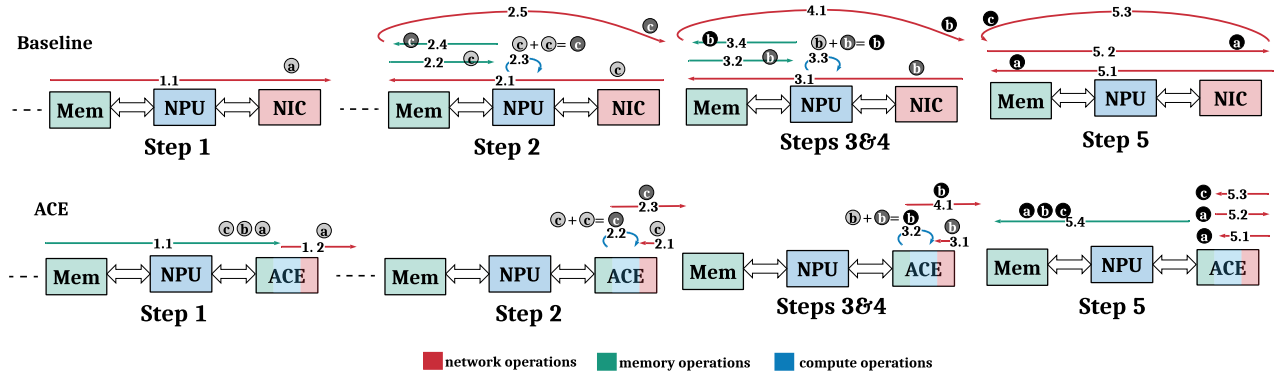 Baseline
1.1
a
Mem
NPU
NIC
Step 1
2.5
c
c
2.4
c + c = c
2.2
c
2.3
c
2.1
Mem
NPU
NIC
Step 2
4.1
b
b
3.4
b + b = b
3.2
b
3.3
b
3.1
Mem
NPU
NIC
Steps 3&4
c
5.3
a
5. 2
a
5.1
Mem
NPU
NIC
Step 5
ACE
c b a
a
1.1
1. 2
Mem
NPU
ACE
Step 1
c
2.3
c + c = c
c
2.2
2.1
Mem
NPU
ACE
Step 2
b
4.1
b + b = b
b
3.2
3.1
Mem
NPU
ACE
Steps 3&4
a b c
5.4
c
5.3
a
5.2
a
5.1
Mem
NPU
ACE
Step 5
network operations
memory operations
compute operations